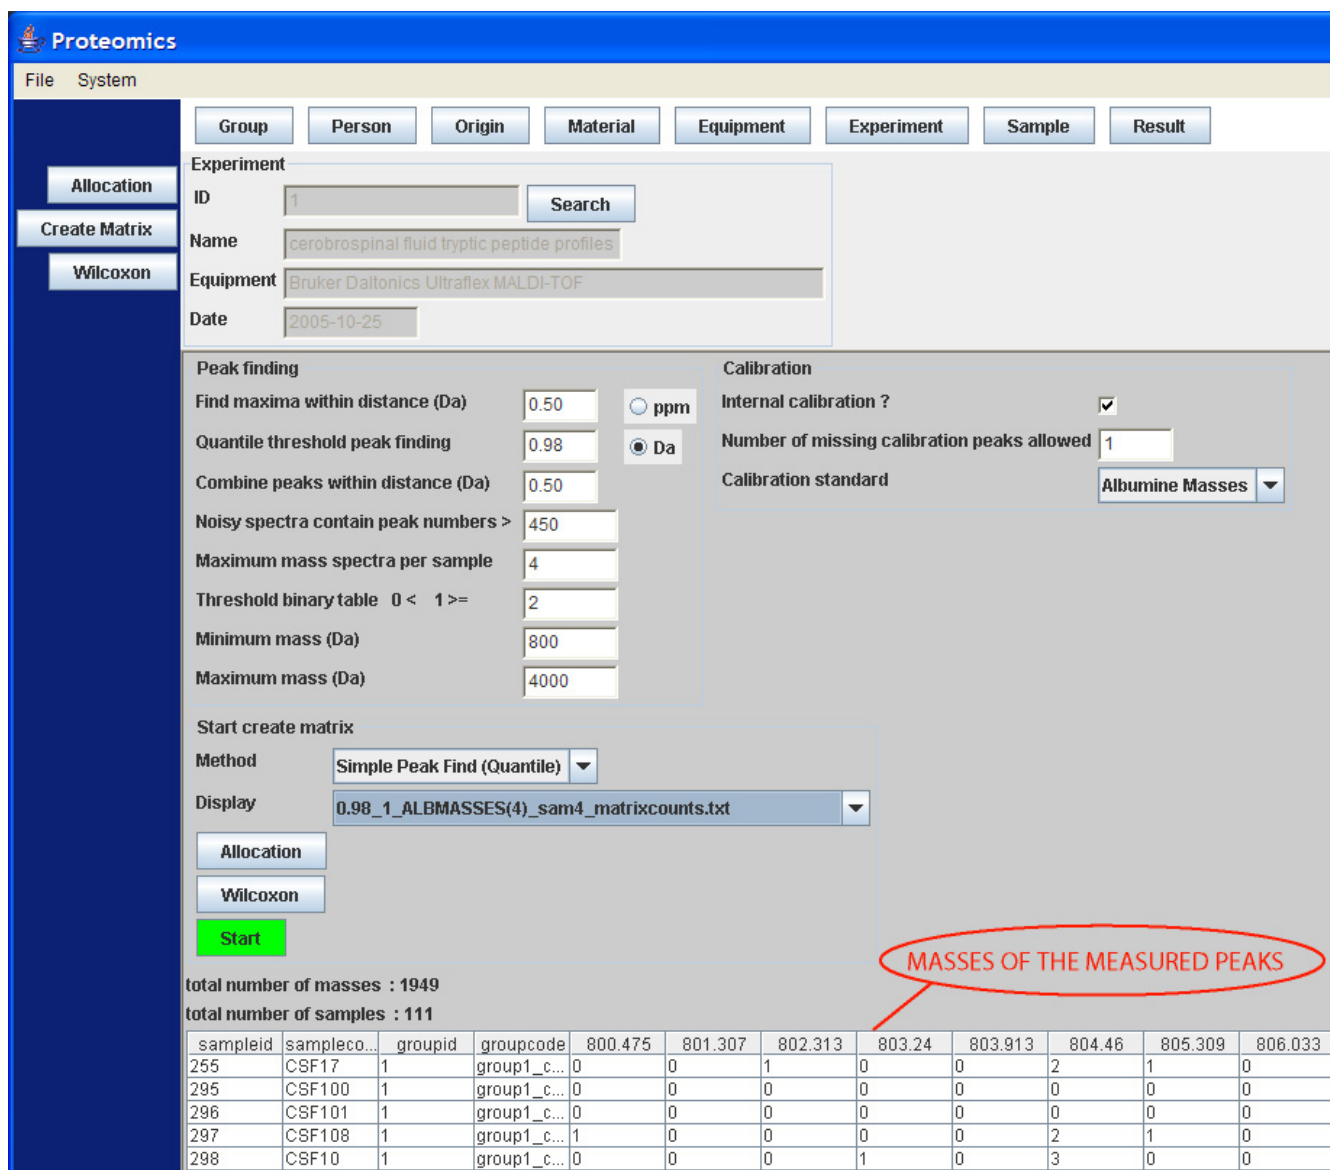 Proteomics
File System
Group Person Origin Material Equipment Experiment Sample Result
Allocation
Create Matrix
Wilcoxon
Experiment
ID 1 Search
Name cerobrospinal fluid tryptic peptide profiles
Equipment Bruker Daltonics Ultraflex MALDI-TOF
Date 2005-10-25
Peak finding
Find maxima within distance (Da) 0.50 ppm
Quantile threshold peak finding 0.98 Da
Combine peaks within distance (Da) 0.50
Noisy spectra contain peak numbers > 450
Maximum mass spectra per sample 4
Threshold binary table 0 < 1 >= 2
Minimum mass (Da) 800
Maximum mass (Da) 4000
Calibration
Internal calibration ?
Number of missing calibration peaks allowed 1
Calibration standard Albumine Masses
Start create matrix
Method Simple Peak Find (Quantile)
Display 0.98_1_ALBMASSES(4)_sam4_matrixcounts.txt
Allocation
Wilcoxon
Start
MASSES OF THE MEASURED PEAKS
total number of masses : 1949
total number of samples : 111
sampleid sampleco... groupid groupcode 800.475 801.307 802.313 803.24 803.913 804.46 805.309 806.033
255 CSF17 1 group1_c... 0 0 1 0 0 2 1 0
295 CSF100 1 group1_c... 0 0 0 0 0 0 0 0
296 CSF101 1 group1_c... 0 0 0 0 0 0 0 0
297 CSF108 1 group1_c... 1 0 0 0 0 2 1 0
298 CSF10 1 group1_c... 0 0 0 1 0 3 0 0